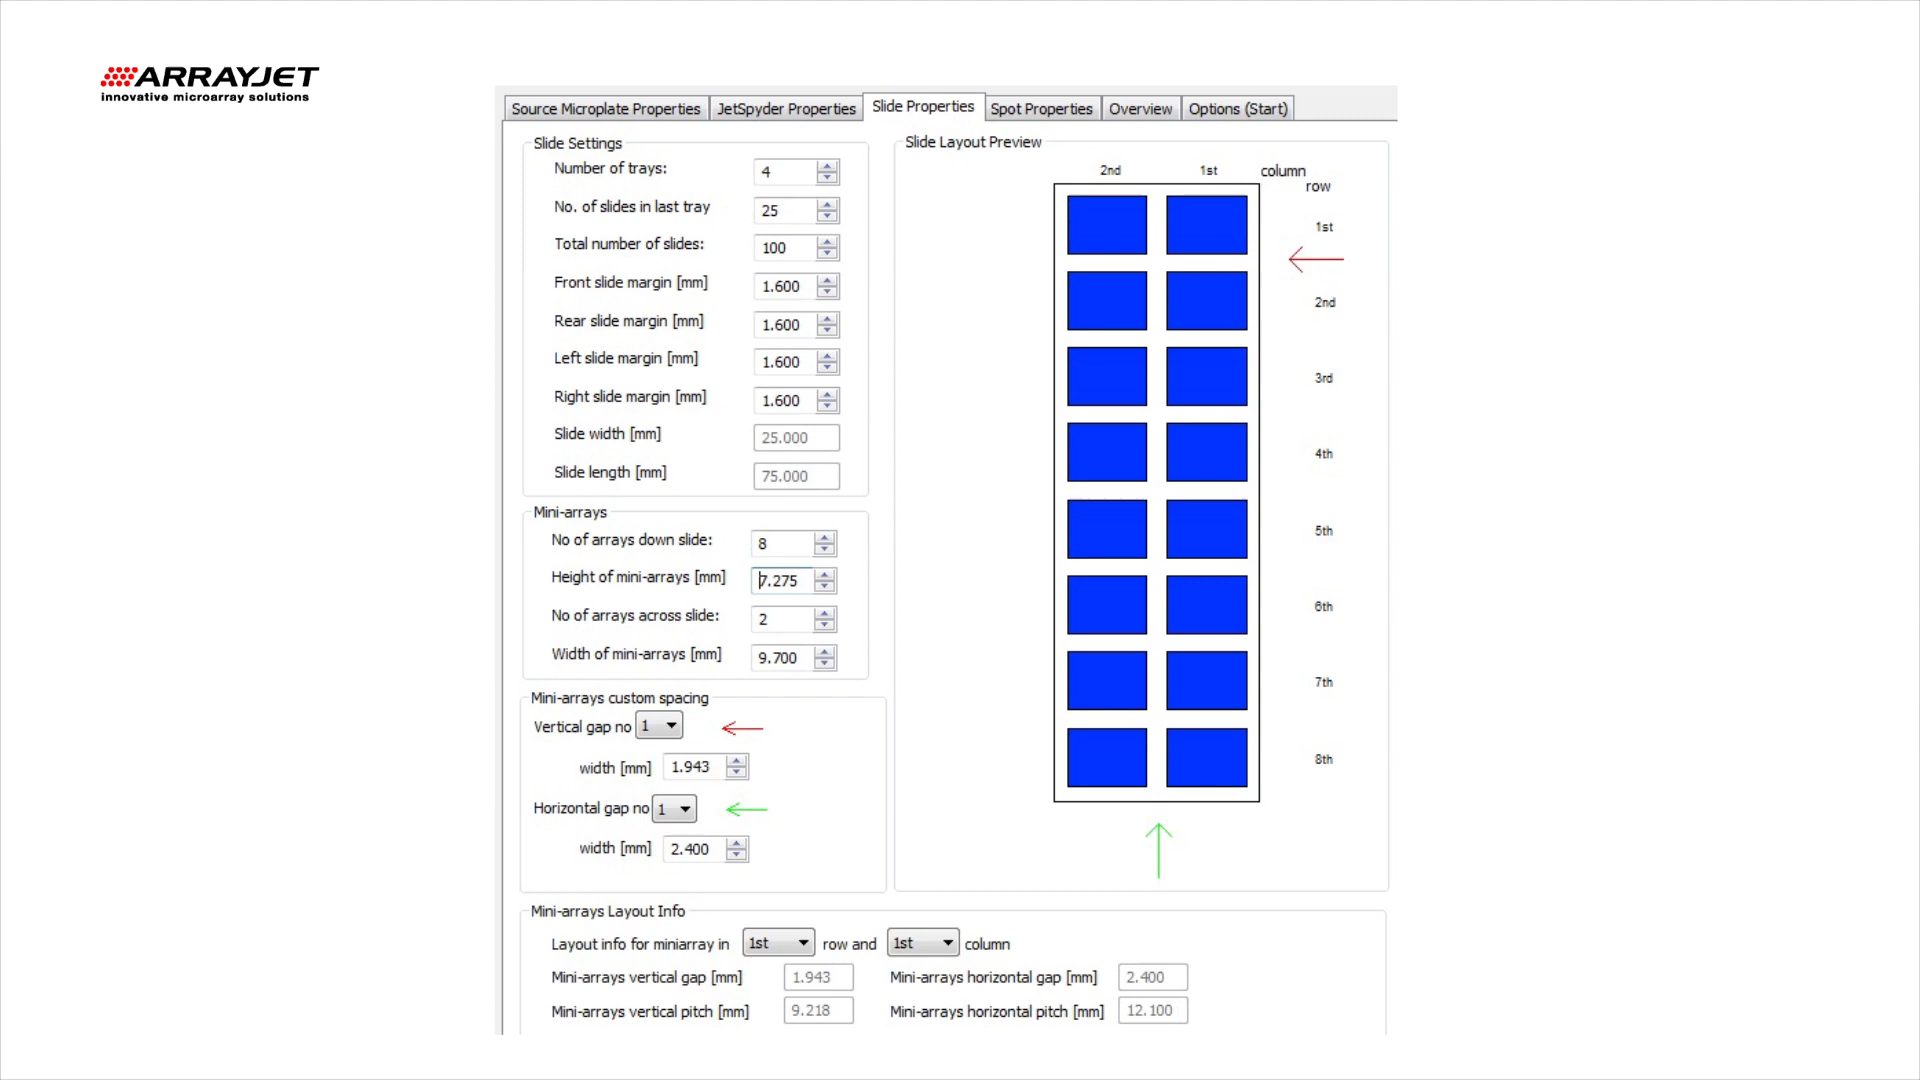 ARRAYJET
innovative microarray solutions
Source Microplate Properties JetSpyder Properties Slide Properties Spot Properties Overview Options (Start)
Slide Settings
Number of trays: 4
No. of slides in last tray 25
Total number of slides: 100
Front slide margin [mm] 1.600
Rear slide margin [mm] 1.600
Left slide margin [mm] 1.600
Right slide margin [mm] 1.600
Slide width [mm] 25.000
Slide length [mm] 75.000
Mini-arrays
No of arrays down slide: 8
Height of mini-arrays [mm] 7.275
No of arrays across slide: 2
Width of mini-arrays [mm] 9.700
Mini-arrays custom spacing
Vertical gap no 1
width [mm] 1.943
Horizontal gap no 1
width [mm] 2.400
Slide Layout Preview
2nd 1st column
row
1st
2nd
3rd
4th
5th
6th
7th
8th
Mini-arrays Layout Info
Layout info for miniarray in 1st row and 1st column
Mini-arrays vertical gap [mm] 1.943 Mini-arrays horizontal gap [mm] 2.400
Mini-arrays vertical pitch [mm] 9.218 Mini-arrays horizontal pitch [mm] 12.100